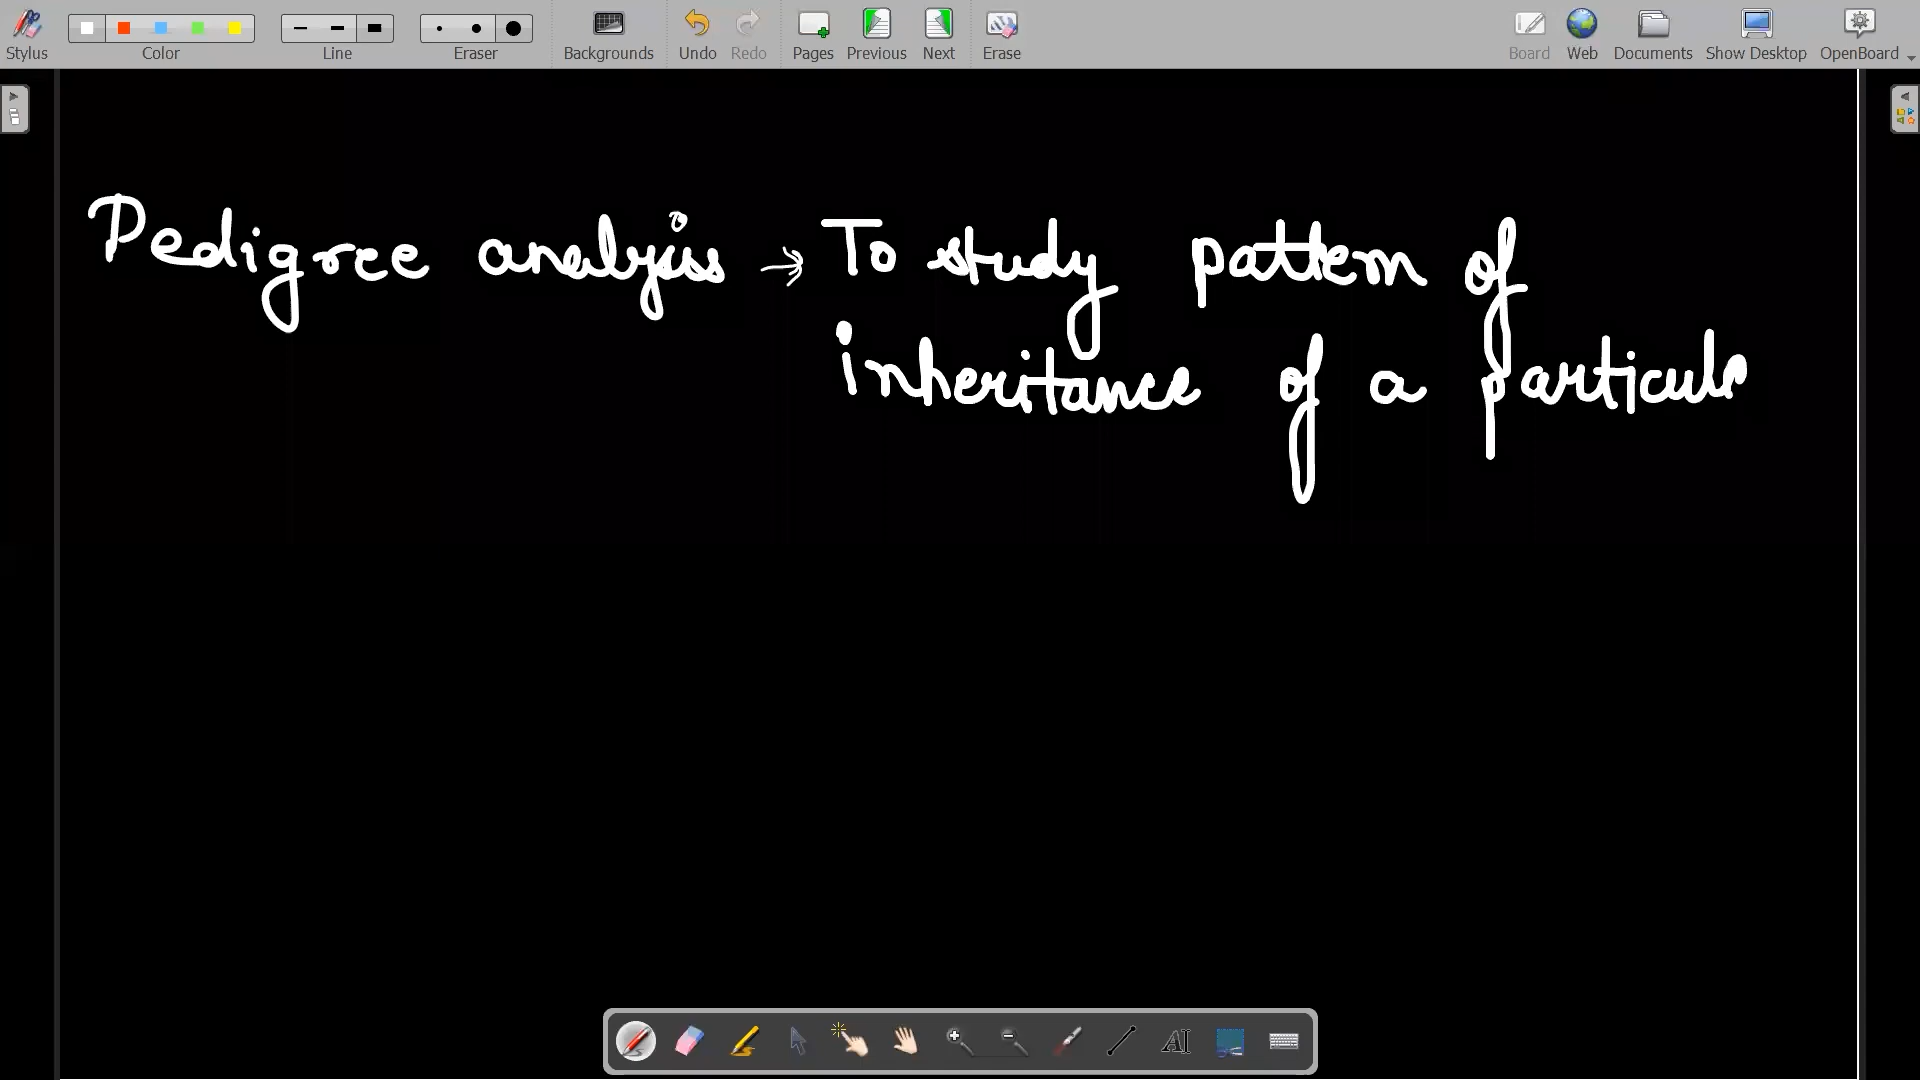 Stylus Color Line Eraser Backgrounds Undo Redo Pages Previous Next Erase Board Web Documents Show Desktop OpenBoard
Pedigree analysis → To study pattern of
inheritance of a particula